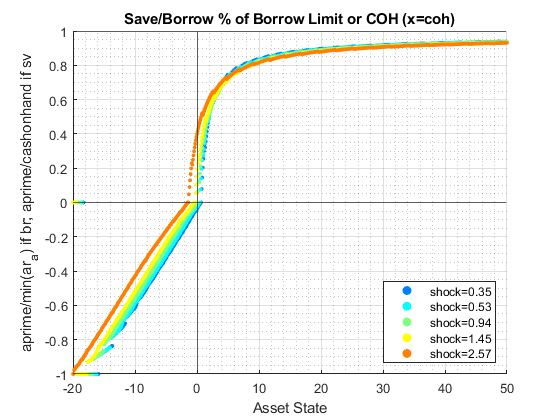 Save/Borrow % of Borrow Limit or COH (x=coh)
aprime/min(ar_a) if br; aprime/cashonhand if sv
1
0.8
0.6
0.4
0.2
0
-0.2
-0.4
-0.6
-0.8
-1
shock=0.35
shock=0.53
shock=0.94
shock=1.45
shock=2.57
-20 -10 0 10 20 30 40 50
Asset State